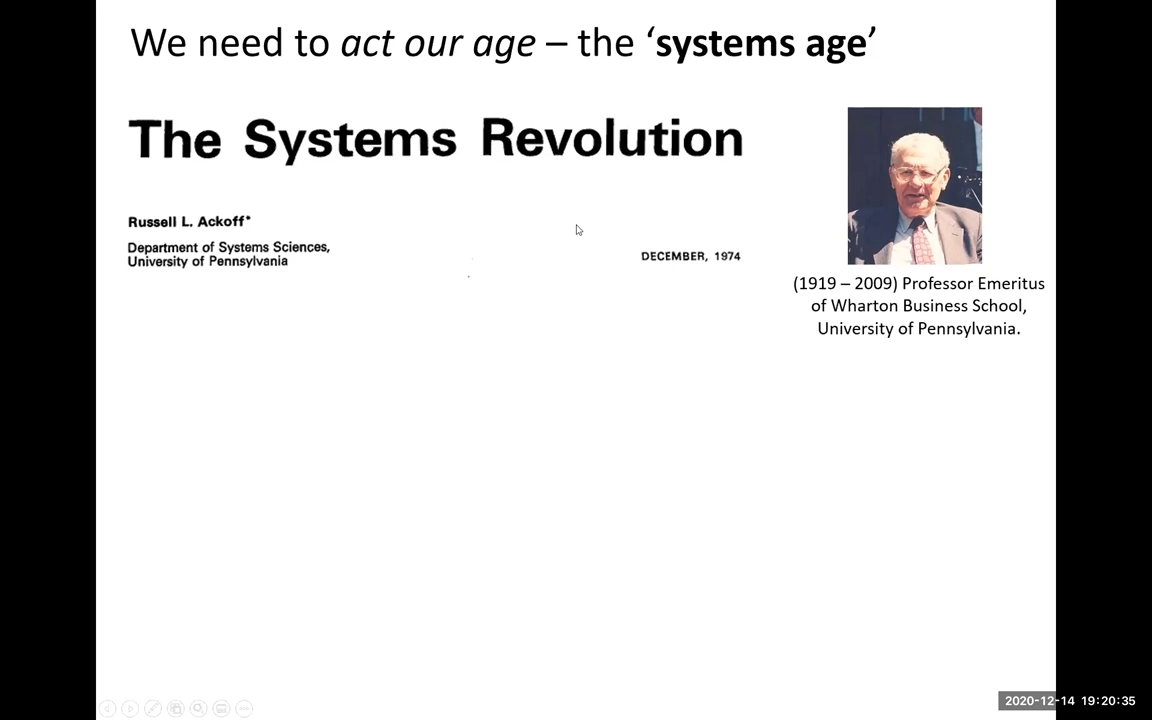 We need to act our age – the ‘systems age’
The Systems Revolution
Russell L. Ackoff*
Department of Systems Sciences,
University of Pennsylvania
DECEMBER, 1974
(1919 – 2009) Professor Emeritus
of Wharton Business School,
University of Pennsylvania.
2020-12-14 19:20:35